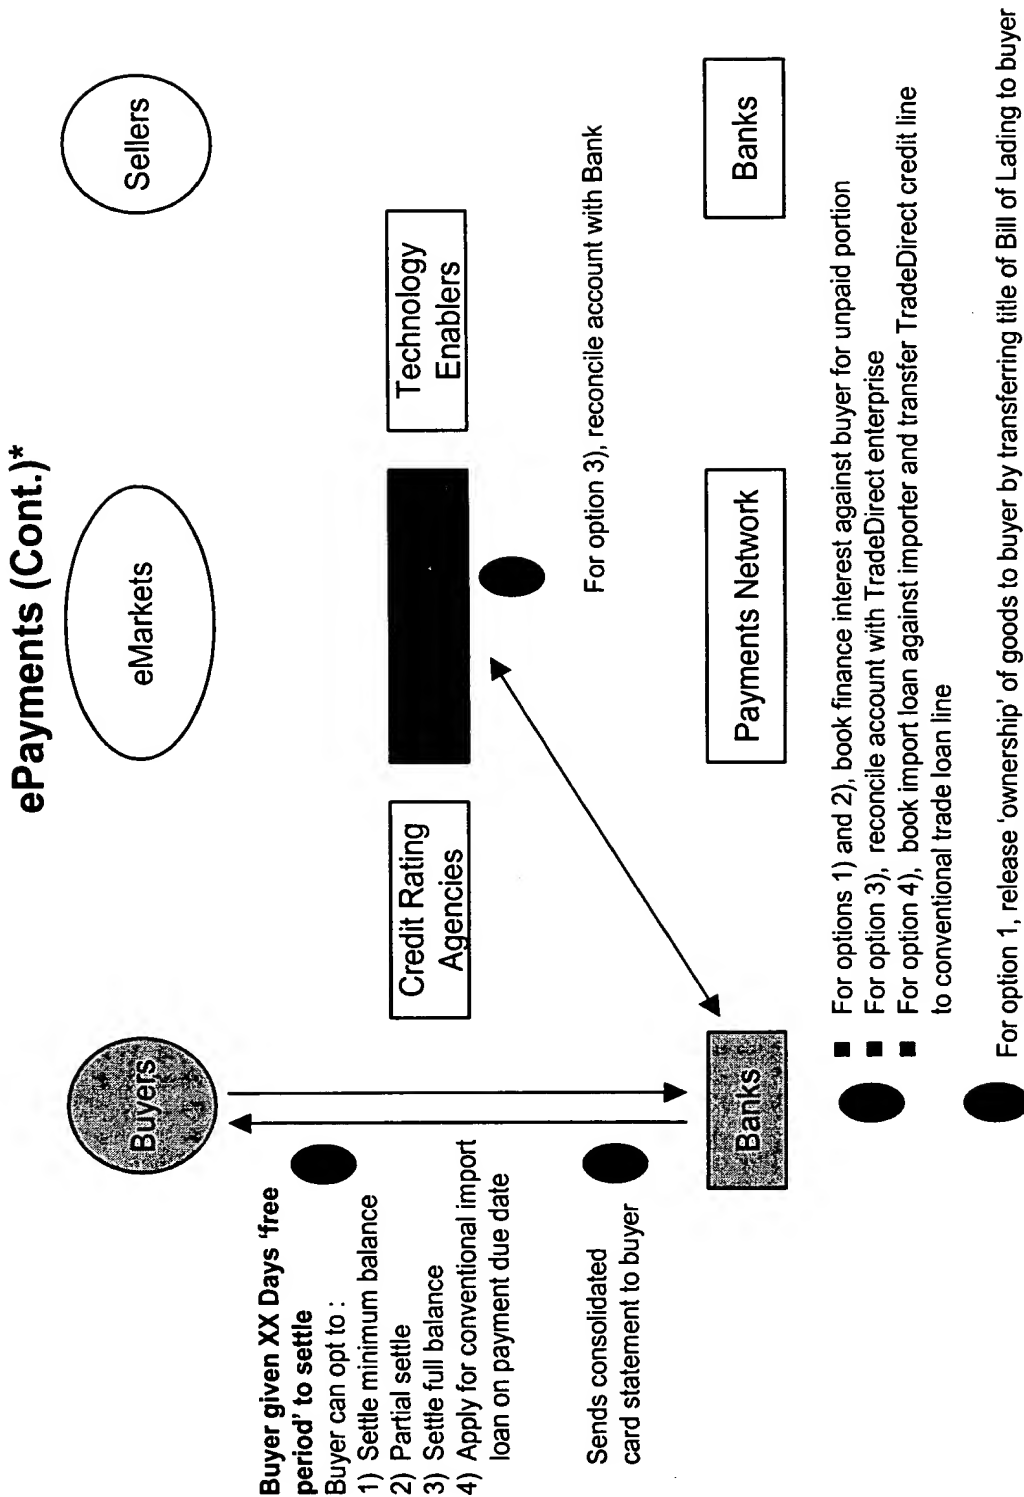 ePayments (Cont.)*
Buyers
eMarkets
Sellers
Buyer given XX Days 'free
period' to settle
Buyer can opt to :
1) Settle minimum balance
2) Partial settle
3) Settle full balance
4) Apply for conventional import
loan on payment due date
Credit Rating
Agencies
Technology
Enablers
For option 3), reconcile account with Bank
Sends consolidated
card statement to buyer
Banks
Payments Network
Banks
■ For options 1) and 2), book finance interest against buyer for unpaid portion
■ For option 3), reconcile account with TradeDirect enterprise
■ For option 4), book import loan against importer and transfer TradeDirect credit line
to conventional trade loan line
For option 1, release 'ownership' of goods to buyer by transferring title of Bill of Lading to buyer